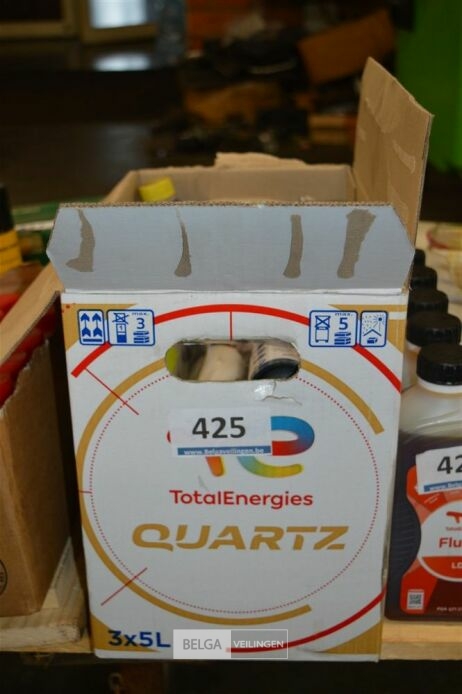 max.
3
max.
5
425
www.Belgaveilingen.be
TotalEnergies
QUARTZ
3x5L
BELGA VEILINGEN
42
Flu